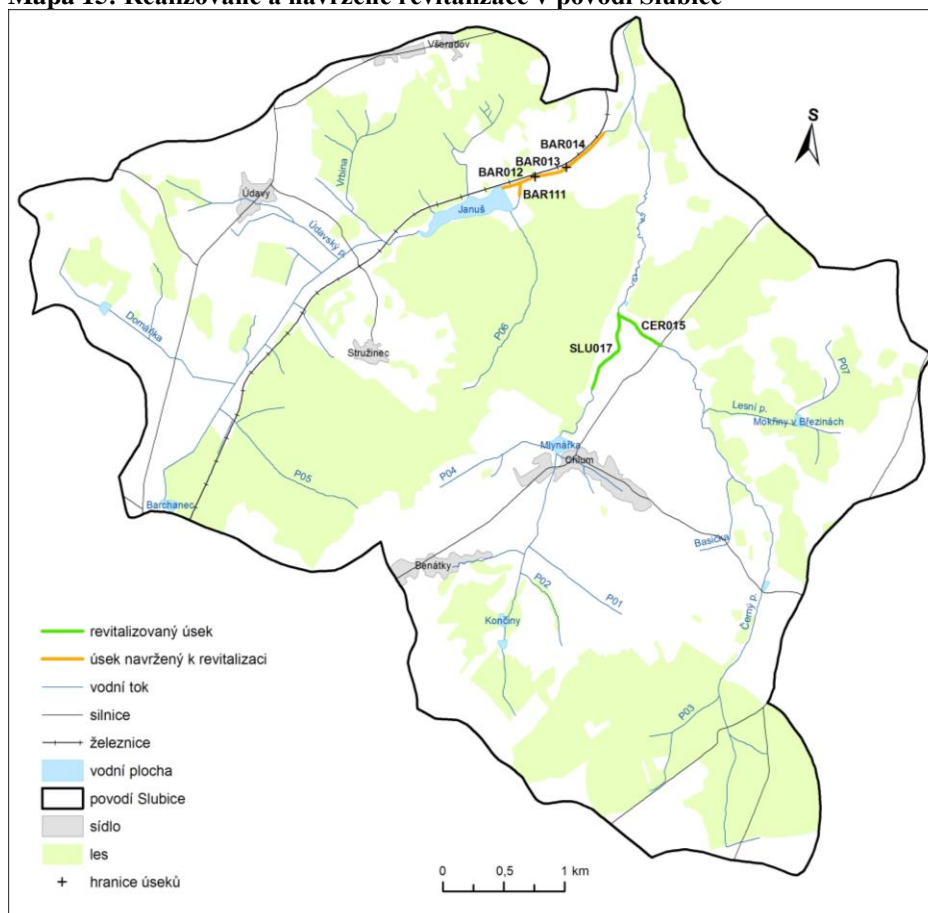 Mapa 15: Realizované a navržené revitalizace v povodí Slubice
Všeradov
S
BAR014
BAR013
BAR012
BAR111
Vrbina
Údavy
Januš
Údavský p.
Domáňka
P06
CER015
SLU017
Stružinec
P07
Lesní p.
Mokřiny v Březinách
Mlynářka
Chlum
P04
P05
Barchanec
Basička
Benátky
P02
P01
Černý p.
Končiny
P03
revitalizovaný úsek
úsek navržený k revitalizaci
vodní tok
silnice
železnice
vodní plocha
povodí Slubice
sídlo
les
hranice úseků
0 0,5 1 km